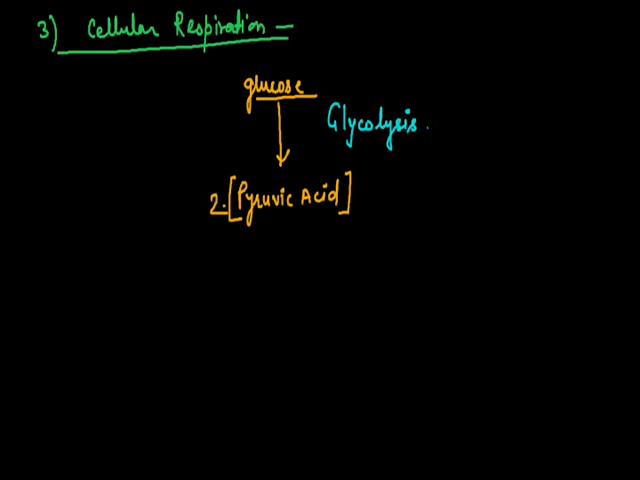 3) Cellular Respiration —
glucose
Glycolysis.
2.[Pyruvic Acid]